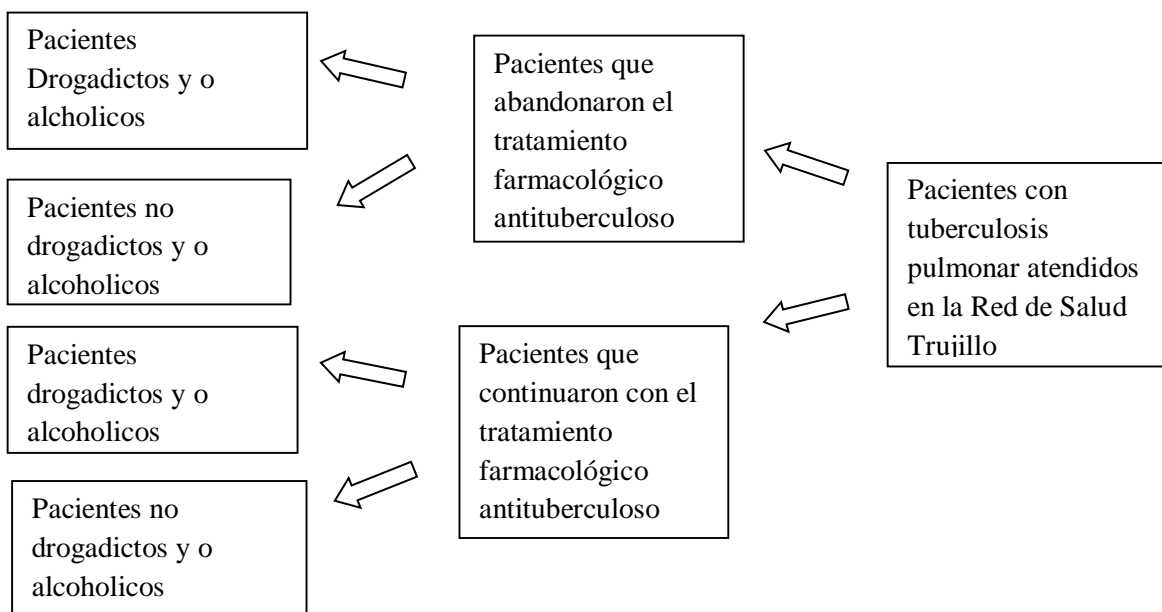 Pacientes
Drogadictos y o
alcholicos
Pacientes no
drogadictos y o
alcoholicos
Pacientes
drogadictos y o
alcoholicos
Pacientes no
drogadictos y o
alcoholicos
Pacientes que
abandonaron el
tratamiento
farmacológico
antituberculoso
Pacientes que
continuaron con el
tratamiento
farmacológico
antituberculoso
Pacientes con
tuberculosis
pulmonar atendidos
en la Red de Salud
Trujillo